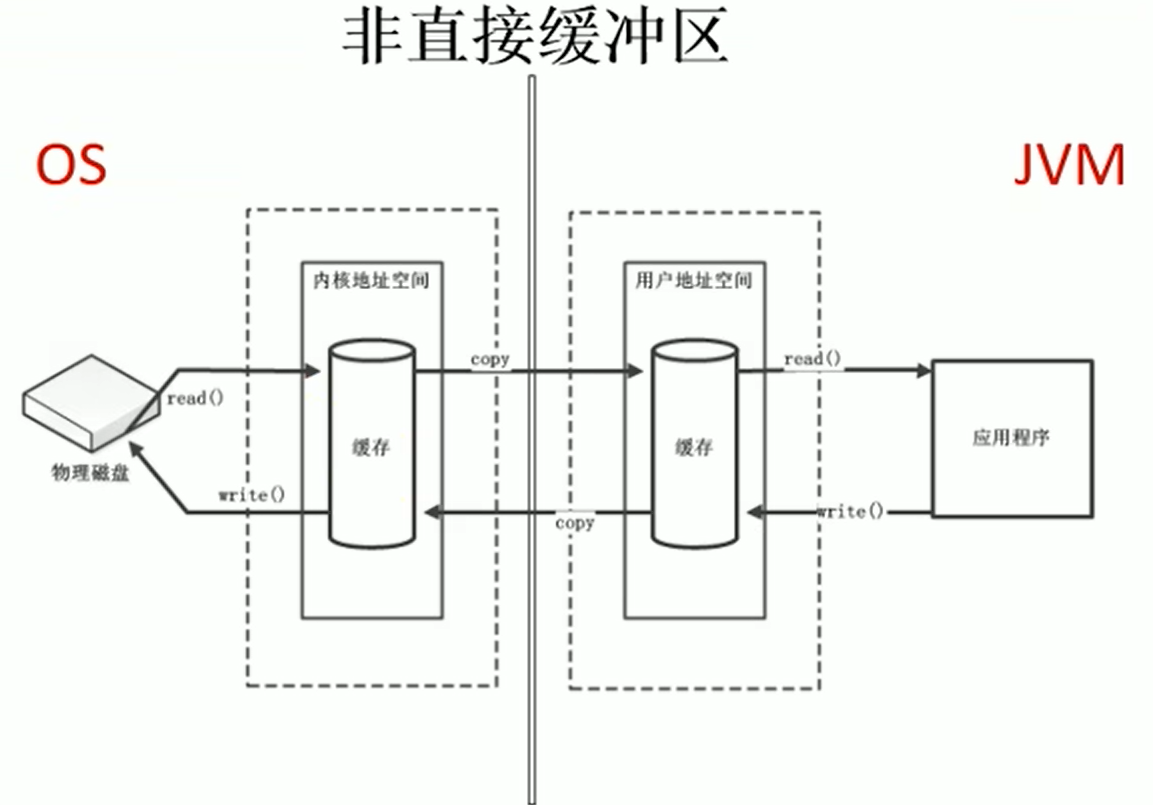 非直接缓冲区
OS
JVM
内核地址空间
用户地址空间
copy
read()
read()
缓存
缓存
应用程序
物理磁盘
write()
write()
copy